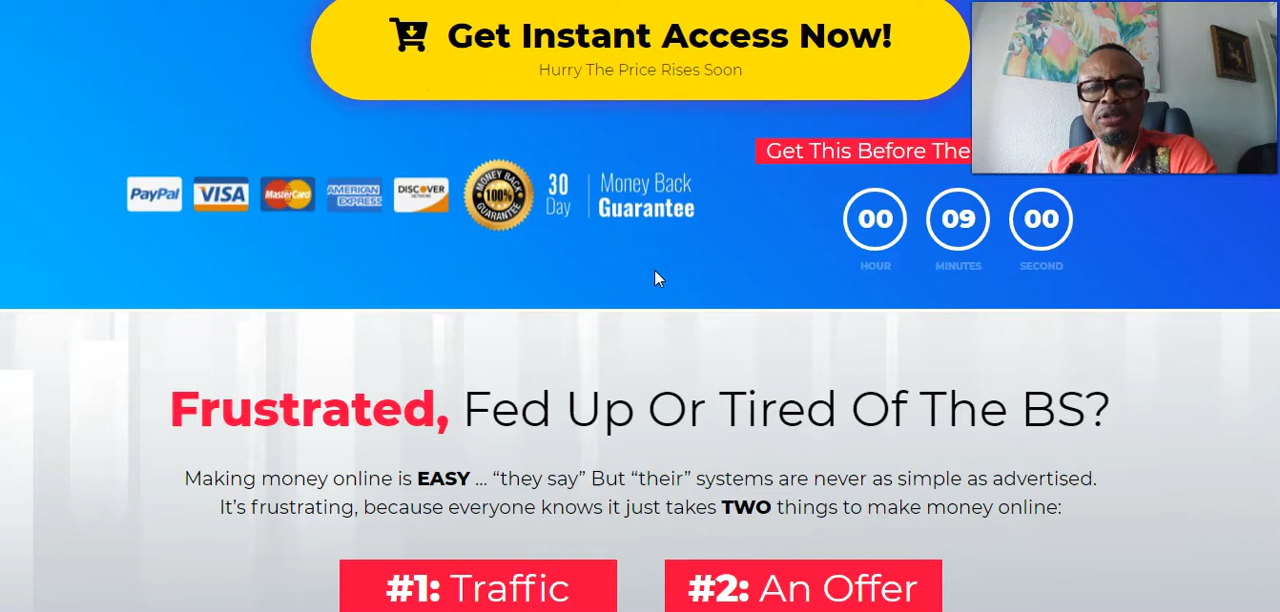 Get Instant Access Now!
Hurry The Price Rises Soon
Get This Before The
PayPal
VISA
MasterCard
AMERICAN
EXPRESS
DISCOVER
NETWORK
MONEY BACK
100%
GUARANTEE
30
Day
Money Back
Guarantee
00
09
00
HOUR
MINUTES
SECOND
Frustrated, Fed Up Or Tired Of The BS?
Making money online is EASY ... “they say” But “their” systems are never as simple as advertised.
It’s frustrating, because everyone knows it just takes TWO things to make money online:
#1: Traffic
#2: An Offer